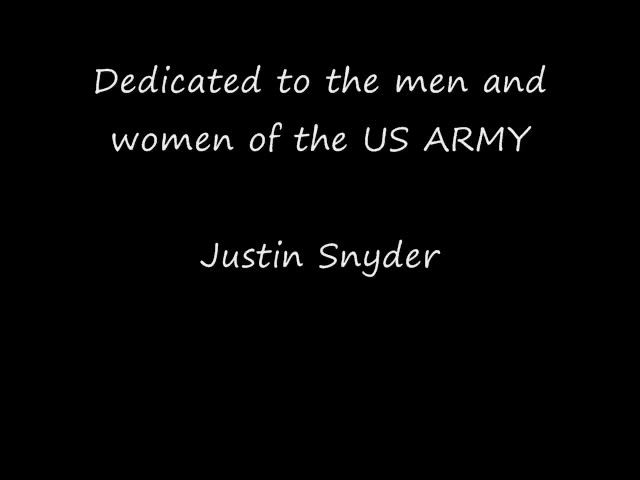 Dedicated to the men and
women of the US ARMY
Justin Snyder